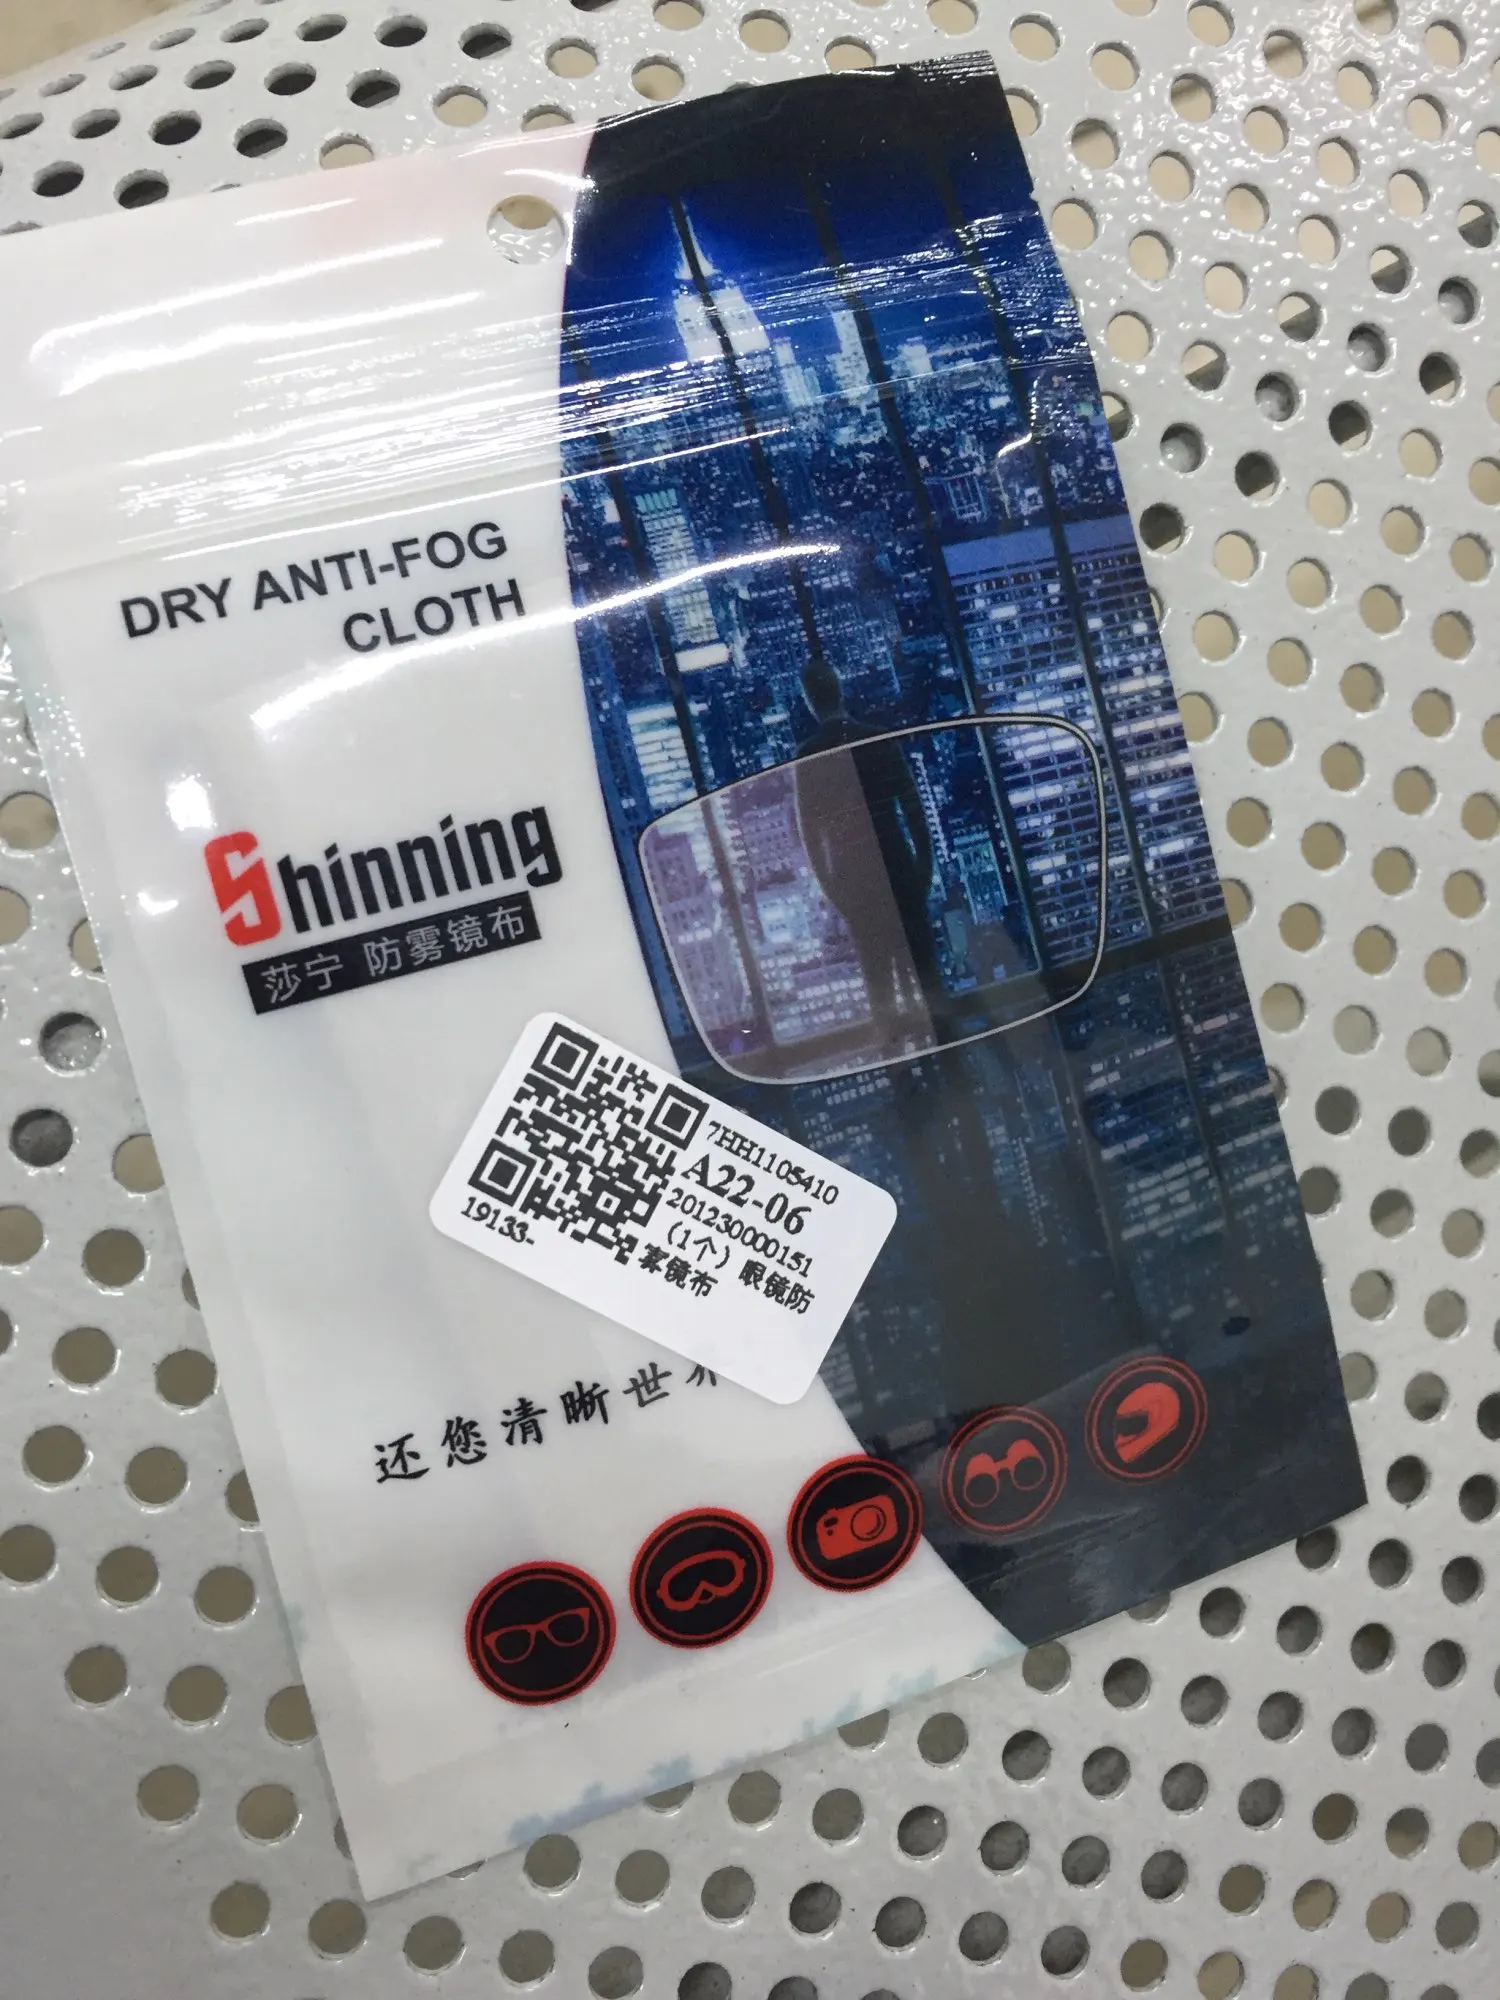 DRY ANTI-FOG
CLOTH
Shinning
莎宁 防雾镜布
7HH1105410
A22-06
201230000151
（1个）眼镜防
雾镜布
19133-
还您清晰世